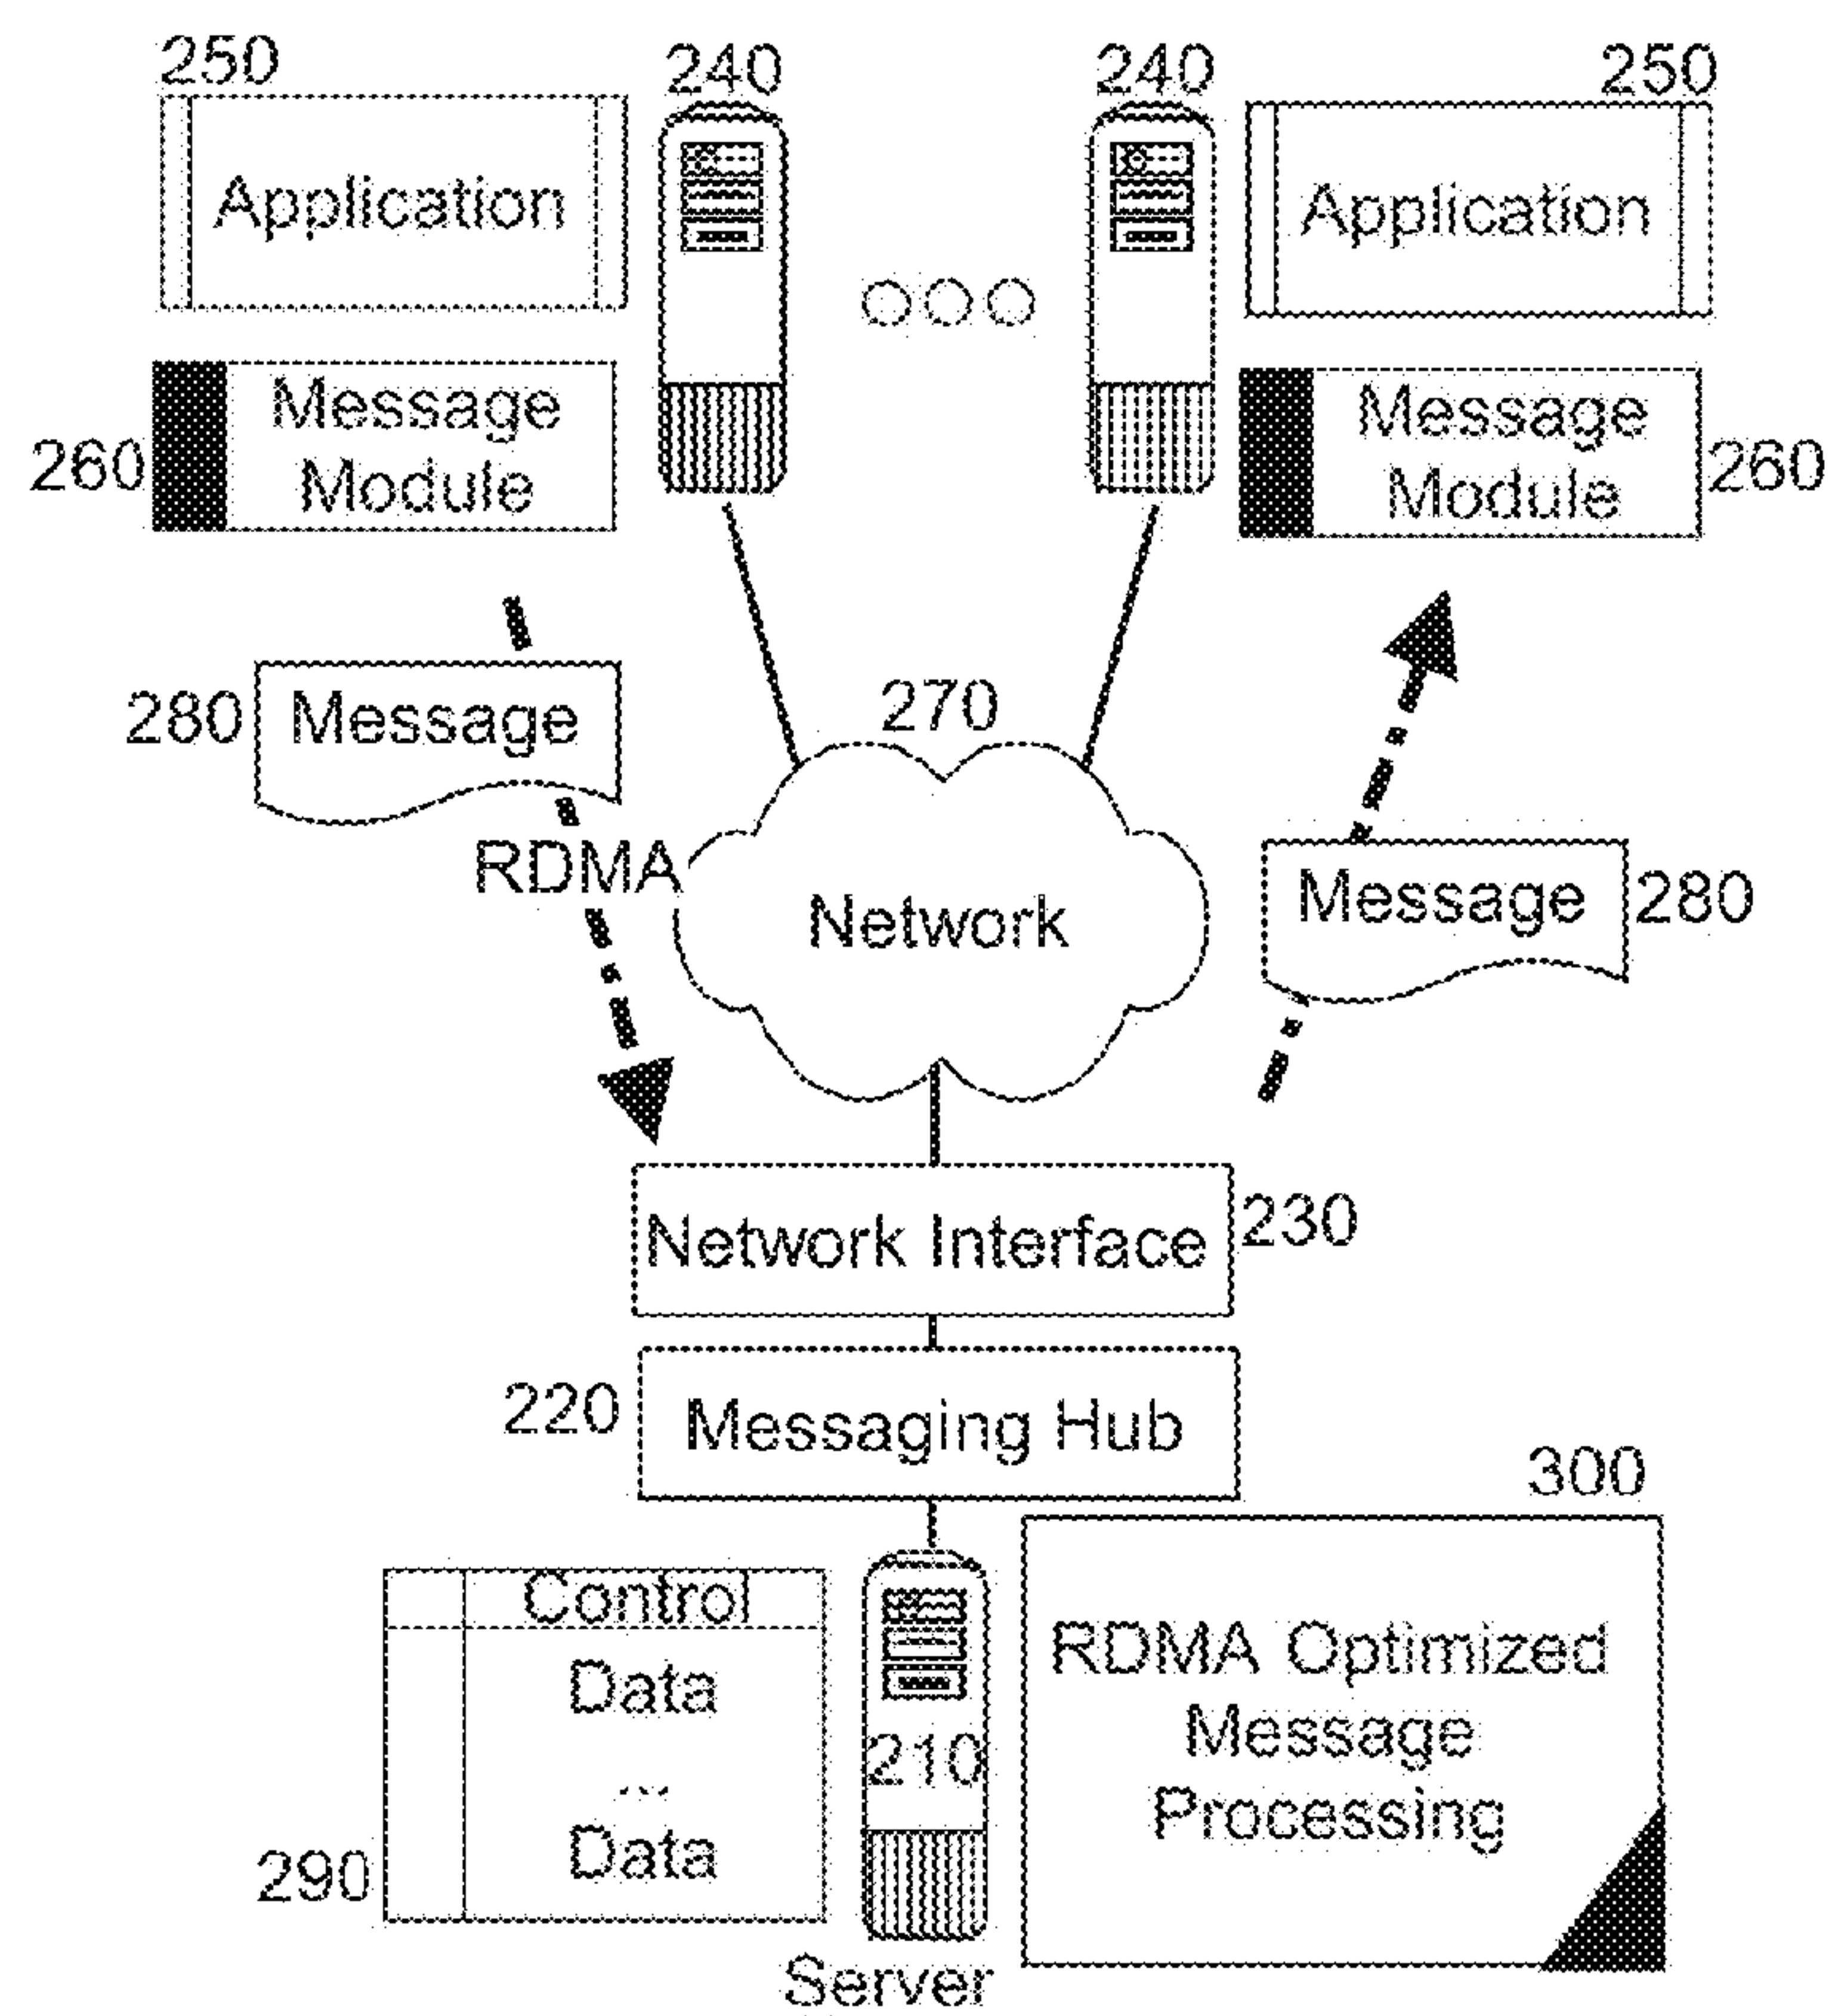 250
240
240
250
Application
Application
Message
Module
260
Message
Module
260
280
Message
270
RDMA
Network
Message
280
Network Interface
230
220
Messaging Hub
300
Control
Data
...
Data
290
210
Server
RDMA Optimized
Message
Processing